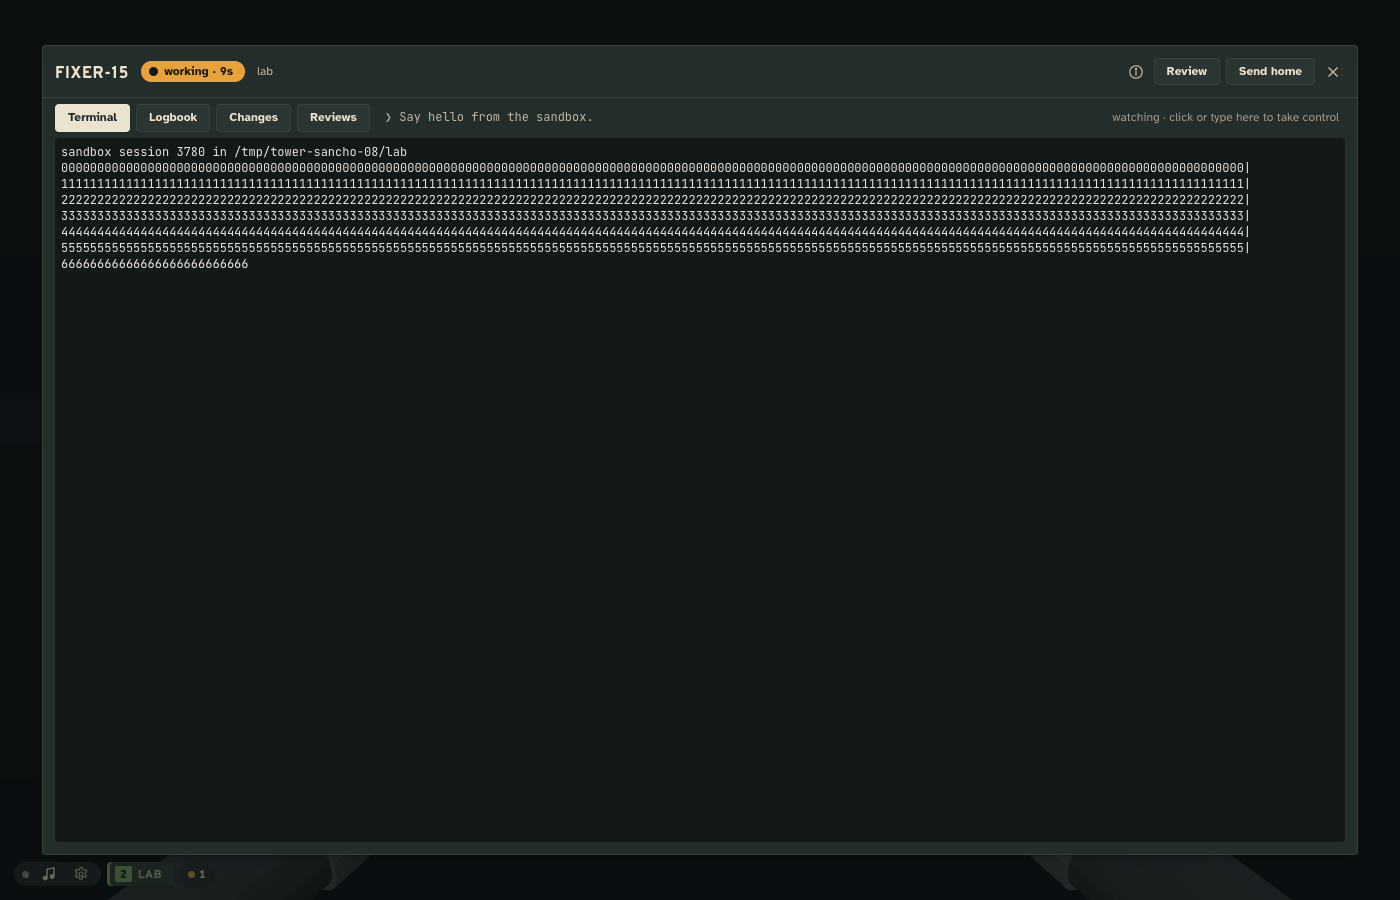 FIXER-15
working · 9s
lab
Review
Send home
Terminal
Logbook
Changes
Reviews
❯ Say hello from the sandbox.
watching · click or type here to take control
sandbox session 3780 in /tmp/tower-sancho-08/lab
00000000000000000000000000000000000000000000000000000000000000000000000000000000000000000000000000000000000000000000000000000000000000000000000000000000000000000000|
11111111111111111111111111111111111111111111111111111111111111111111111111111111111111111111111111111111111111111111111111111111111111111111111111111111111111111111|
22222222222222222222222222222222222222222222222222222222222222222222222222222222222222222222222222222222222222222222222222222222222222222222222222222222222222222222|
33333333333333333333333333333333333333333333333333333333333333333333333333333333333333333333333333333333333333333333333333333333333333333333333333333333333333333333|
44444444444444444444444444444444444444444444444444444444444444444444444444444444444444444444444444444444444444444444444444444444444444444444444444444444444444444444|
55555555555555555555555555555555555555555555555555555555555555555555555555555555555555555555555555555555555555555555555555555555555555555555555555555555555555555555|
66666666666666666666666666
2 LAB
1